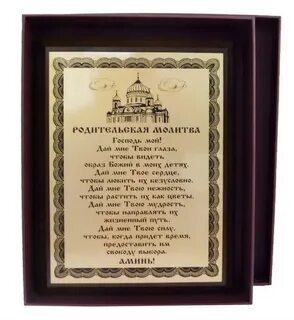 РОДИТЕЛЬСКАЯ МОЛИТВА
Господь мой!
Дай мне Твои глаза,
чтобы видеть
образ Божий в моих детях.
Дай мне Твое сердце,
чтобы любить их безусловно.
Дай мне Твою нежность,
чтобы растить их как цветы.
Дай мне Твою мудрость,
чтобы направлять их
жизненный путь.
Дай мне Твою силу,
чтобы, когда придет время,
предоставить им
свободу выбора.
АМИНЬ!